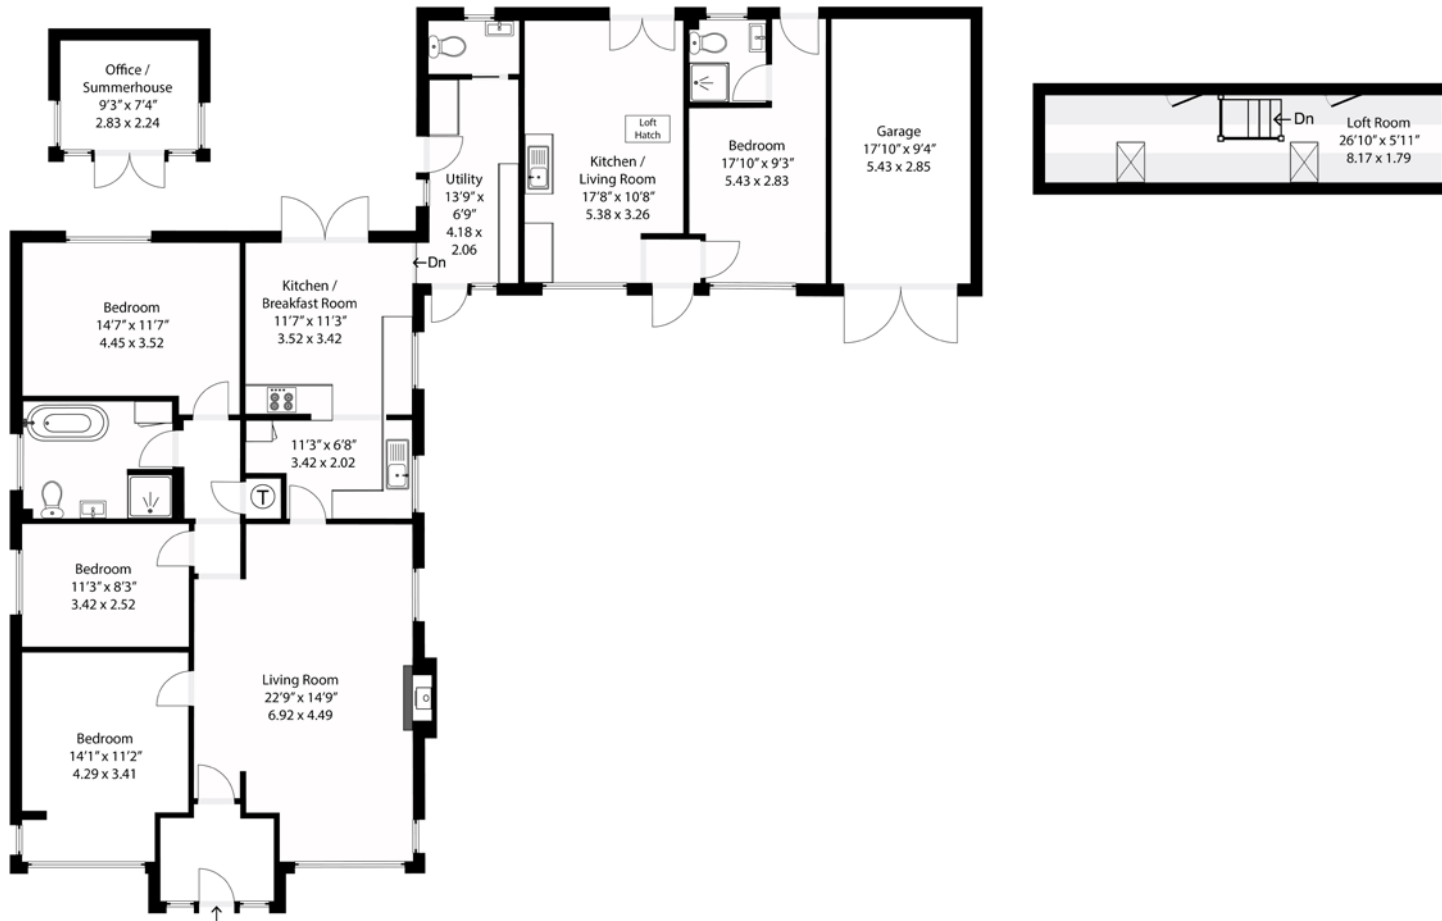 Office /
Summerhouse
9'3" x 7'4"
2.83 x 2.24
Utility
13'9" x
6'9"
4.18 x
2.06
Loft
Hatch
Kitchen /
Living Room
17'8" x 10'8"
5.38 x 3.26
Bedroom
17'10" x 9'3"
5.43 x 2.83
Garage
17'10" x 9'4"
5.43 x 2.85
←Dn
Loft Room
26'10" x 5'11"
8.17 x 1.79
Bedroom
14'7" x 11'7"
4.45 x 3.52
Kitchen /
Breakfast Room
11'7" x 11'3"
3.52 x 3.42
←Dn
11'3" x 6'8"
3.42 x 2.02
T
Bedroom
11'3" x 8'3"
3.42 x 2.52
Living Room
22'9" x 14'9"
6.92 x 4.49
Bedroom
14'1" x 11'2"
4.29 x 3.41